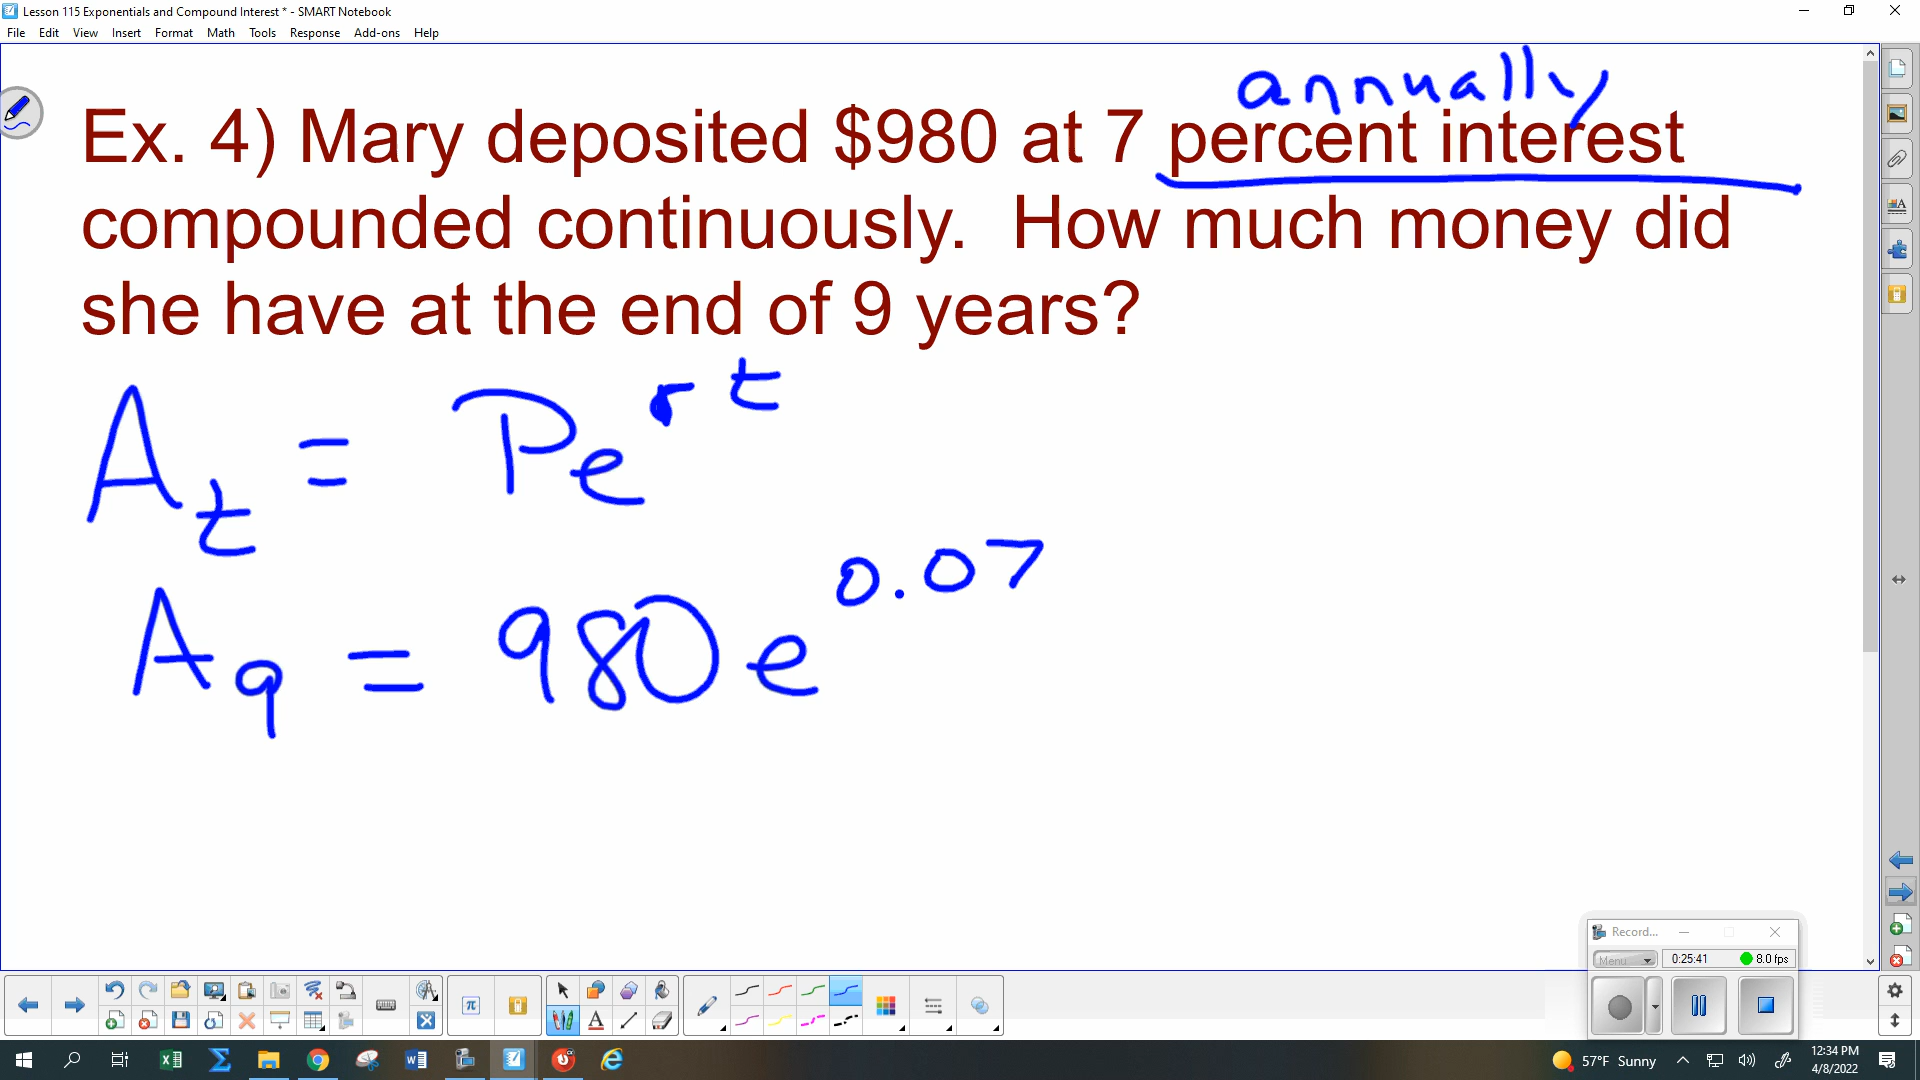 Lesson 115 Exponentials and Compound Interest * - SMART Notebook
File Edit View Insert Format Math Tools Response Add-ons Help
annually
Ex. 4) Mary deposited $980 at 7 percent interest
compounded continuously. How much money did
she have at the end of 9 years?
A_t = Pe^rt
A_9 = 980e^0.07
Record...
Menu 0:25:41 8.0 fps
57°F Sunny
12:34 PM
4/8/2022